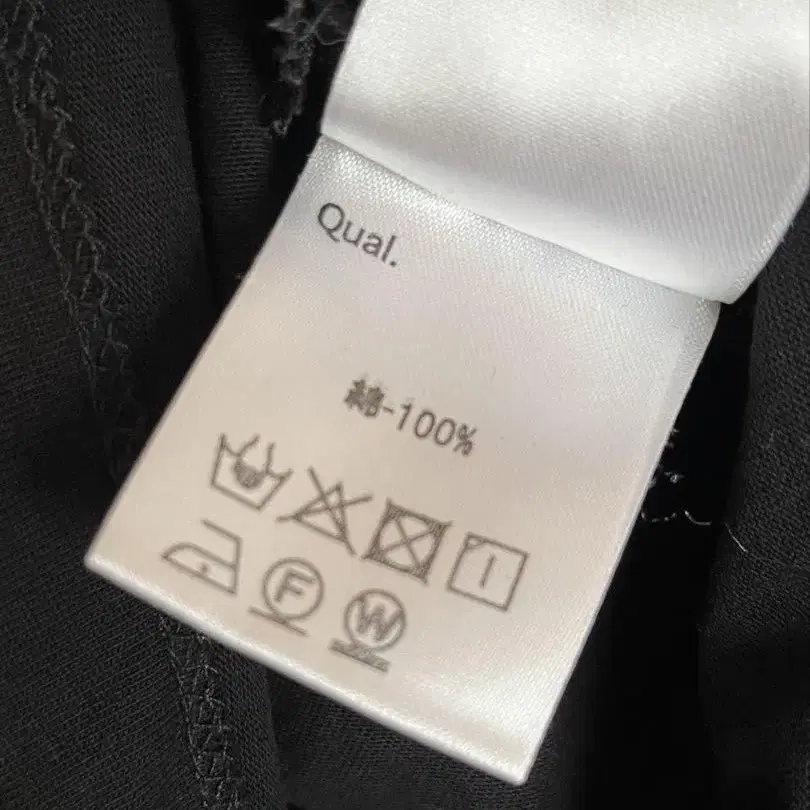 Qual.
綿-100%
F
W